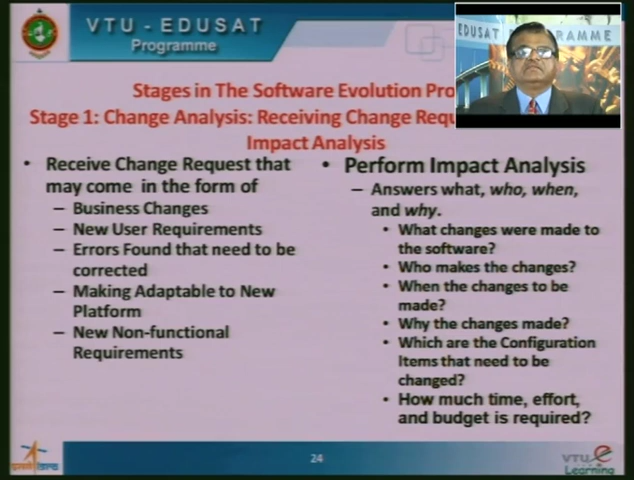 VTU - EDUSAT
Programme
EDUSAT
RAMME
Stages in The Software Evolution Pro
Stage 1: Change Analysis: Receiving Change Requ
Impact Analysis
• Receive Change Request that
may come in the form of
– Business Changes
– New User Requirements
– Errors Found that need to be
corrected
– Making Adaptable to New
Platform
– New Non-functional
Requirements
• Perform Impact Analysis
– Answers what, who, when,
and why.
• What changes were made to
the software?
• Who makes the changes?
• When the changes to be
made?
• Why the changes made?
• Which are the Configuration
Items that need to be
changed?
• How much time, effort,
and budget is required?
24
VTU e
Learning